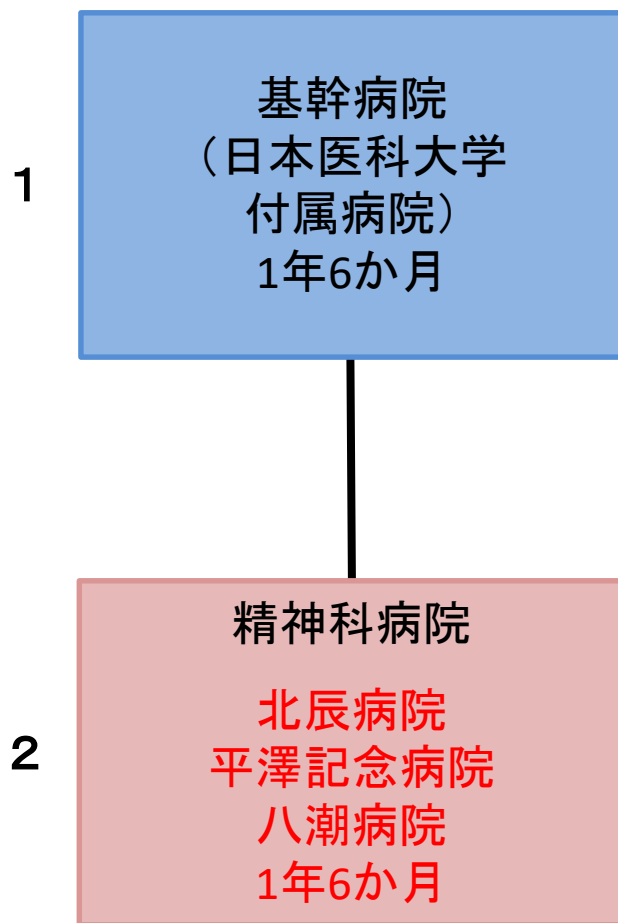 1
基幹病院
（日本医科大学
付属病院）
1年6か月
2
精神科病院
北辰病院
平澤記念病院
八潮病院
1年6か月